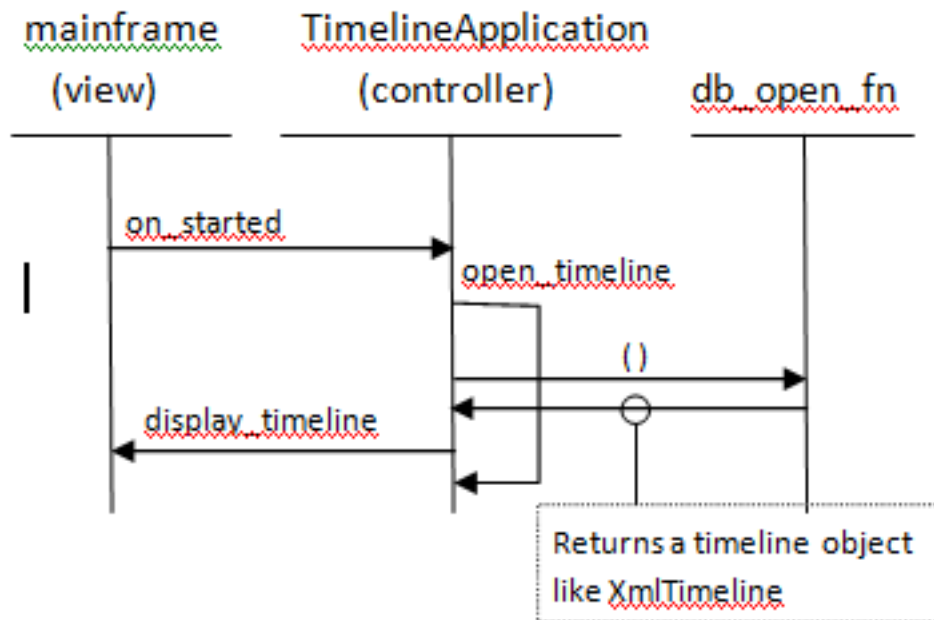 mainframe
(view)
TimelineApplication
(controller)
db_open_fn
on_started
open_timeline
()
display_timeline
Returns a timeline object
like XmlTimeline